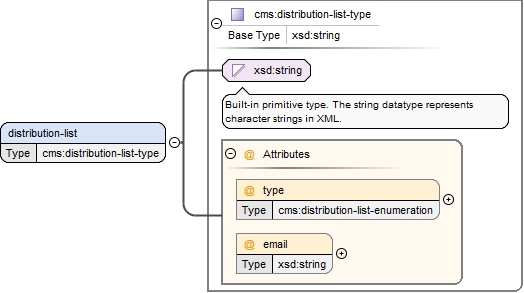 cms:distribution-list-type
Base Type xsd:string
xsd:string
Built-in primitive type. The string datatype represents
character strings in XML.
distribution-list
Type cms:distribution-list-type
@ Attributes
@ type
Type cms:distribution-list-enumeration
@ email
Type xsd:string